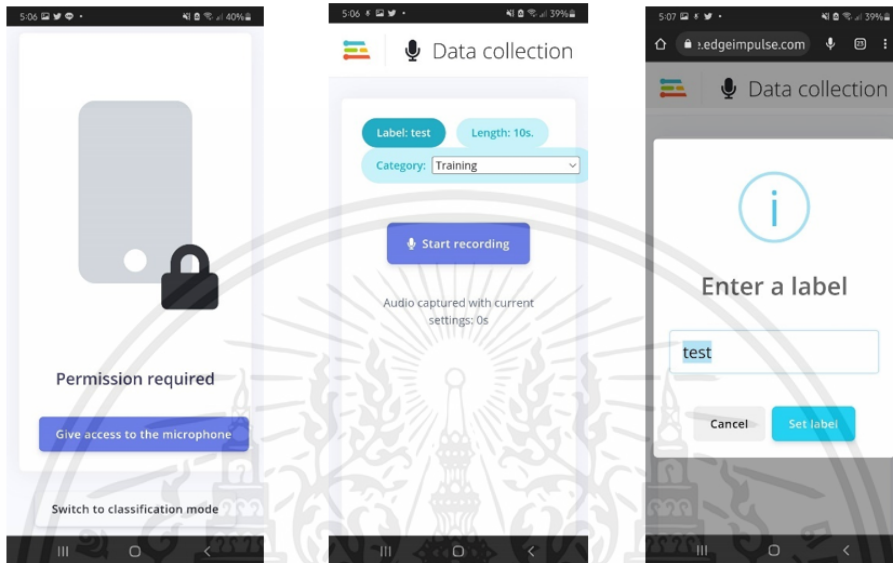 5:06
40%
Permission required
Give access to the microphone
Switch to classification mode
5:06
39%
Data collection
Label: test
Length: 10s.
Category: Training
Start recording
Audio captured with current
settings: 0s
5:07
39%
.edgeimpulse.com
23
Data collection
i
Enter a label
test
Cancel
Set label